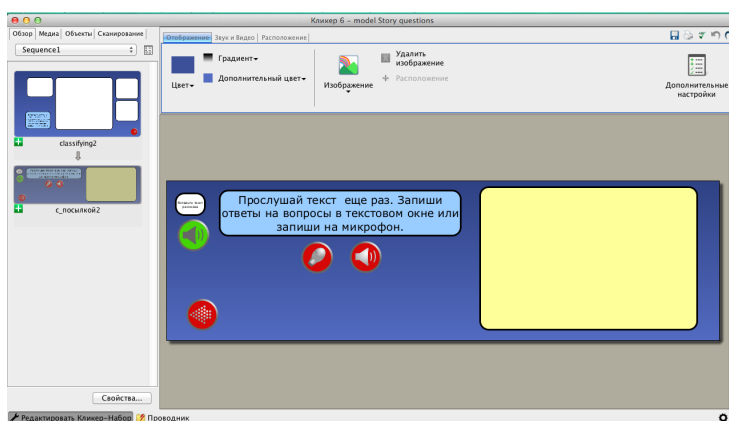 Кликер 6 – model Story questions
Обзор Медиа Объекты Сканирование
Sequence1
classifying2
с_посылкой2
Свойства...
Отображение Звук и Видео Расположение
Цвет
Градиент
Дополнительный цвет
Изображение
Удалить
изображение
Расположение
Дополнительные
настройки
Прослушай текст еще раз. Запиши
ответы на вопросы в текстовом окне или
запиши на микрофон.
Редактировать Кликер-Набор Проводник